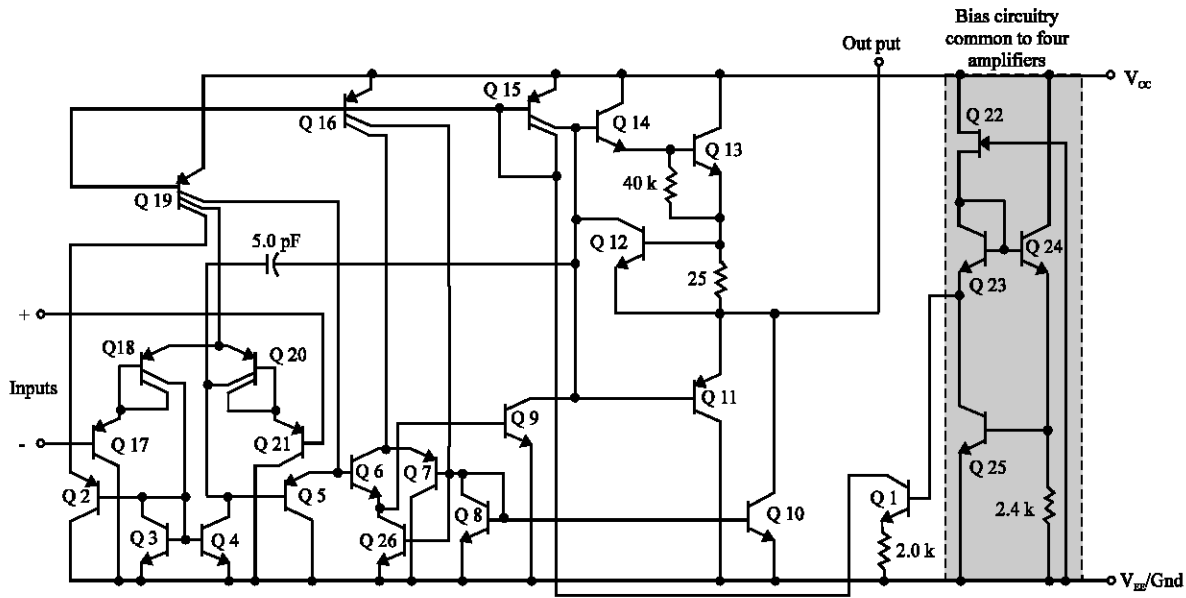 Bias circuitry
common to four
amplifiers
Out put
V_CC
Q 15
Q 22
Q 16
Q 14
Q 13
Q 19
40 k
Q 12
Q 24
5.0 pF
25
Q 23
+
Q18
Q 20
Inputs
Q 9
Q 11
-
Q 17
Q 21
Q 6
Q 7
Q 25
Q 2
Q 5
Q 1
Q 3
Q 4
Q 8
Q 10
2.4 k
Q 26
2.0 k
V_EE/Gnd